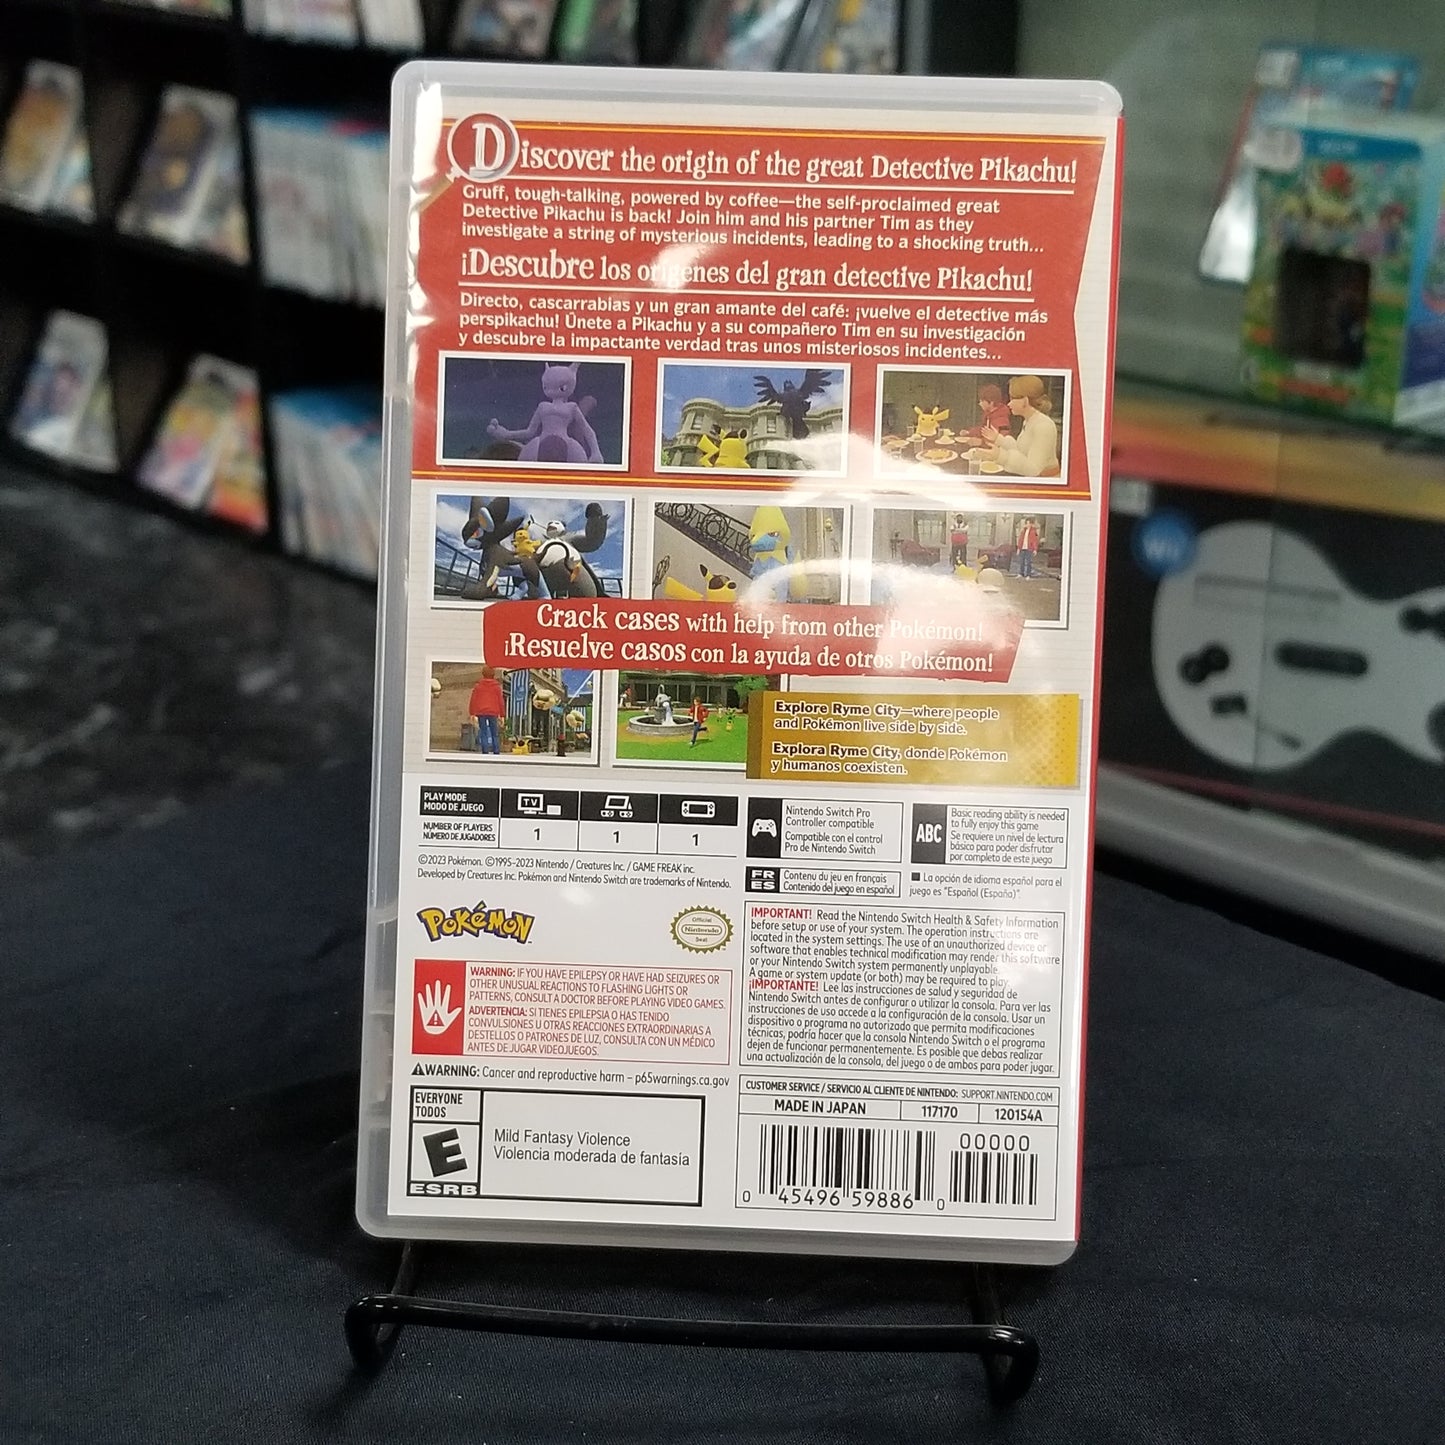 Discover the origin of the great Detective Pikachu!
Gruff, tough-talking, powered by coffee—the self-proclaimed great
Detective Pikachu is back! Join him and his partner Tim as they
investigate a string of mysterious incidents, leading to a shocking truth...
¡Descubre los orígenes del gran detective Pikachu!
Directo, cascarrabias y un gran amante del café: ¡vuelve el detective más
perspikachu! Únete a Pikachu y a su compañero Tim en su investigación
y descubre la impactante verdad tras unos misteriosos incidentes...
Crack cases with help from other Pokémon!
¡Resuelve casos con la ayuda de otros Pokémon!
Explore Ryme City—where people
and Pokémon live side by side.
Explora Ryme City, donde Pokémon
y humanos coexisten.
PLAY MODE
MODO DE JUEGO
TV
NUMBER OF PLAYERS
NÚMERO DE JUGADORES
1 1 1
Nintendo Switch Pro
Controller compatible
Compatible con el control
Pro de Nintendo Switch
ABC
Basic reading ability is needed
to fully enjoy this game
Se requiere un nivel de lectura
básico para poder disfrutar
por completo de este juego
©2023 Pokémon. ©1995–2023 Nintendo / Creatures Inc. / GAME FREAK inc.
Developed by Creatures Inc. Pokémon and Nintendo Switch are trademarks of Nintendo.
FR
ES
Contenu du jeu en français
Contenido del juego en español
■ La opción de idioma español para el
juego es "Español (España)".
POKéMON
Official
Nintendo
Seal
IMPORTANT! Read the Nintendo Switch Health & Safety Information
before setup or use of your system. The operation instructions are
located in the system settings. The use of an unauthorized device or
software that enables technical modification may render this software
or your Nintendo Switch system permanently unplayable.
A game or system update (or both) may be required to play.
¡IMPORTANTE! Lee las instrucciones de salud y seguridad de
Nintendo Switch antes de configurar o utilizar la consola. Para ver las
instrucciones de uso accede a la configuración de la consola. Usar un
dispositivo o programa no autorizado que permita modificaciones
técnicas, podría hacer que la consola Nintendo Switch o el programa
dejen de funcionar permanentemente. Es posible que debas realizar
una actualización de la consola, del juego o de ambos para poder jugar.
WARNING: IF YOU HAVE EPILEPSY OR HAVE HAD SEIZURES OR
OTHER UNUSUAL REACTIONS TO FLASHING LIGHTS OR
PATTERNS, CONSULT A DOCTOR BEFORE PLAYING VIDEO GAMES.
ADVERTENCIA: SI TIENES EPILEPSIA O HAS TENIDO
CONVULSIONES U OTRAS REACCIONES EXTRAORDINARIAS A
DESTELLOS O PATRONES DE LUZ, CONSULTA CON UN MÉDICO
ANTES DE JUGAR VIDEOJUEGOS.
⚠WARNING: Cancer and reproductive harm – p65warnings.ca.gov
EVERYONE
TODOS
E
ESRB
Mild Fantasy Violence
Violencia moderada de fantasía
CUSTOMER SERVICE / SERVICIO AL CLIENTE DE NINTENDO: SUPPORT.NINTENDO.COM
MADE IN JAPAN 117170 120154A
00000
0 45496 59886 0
Wii